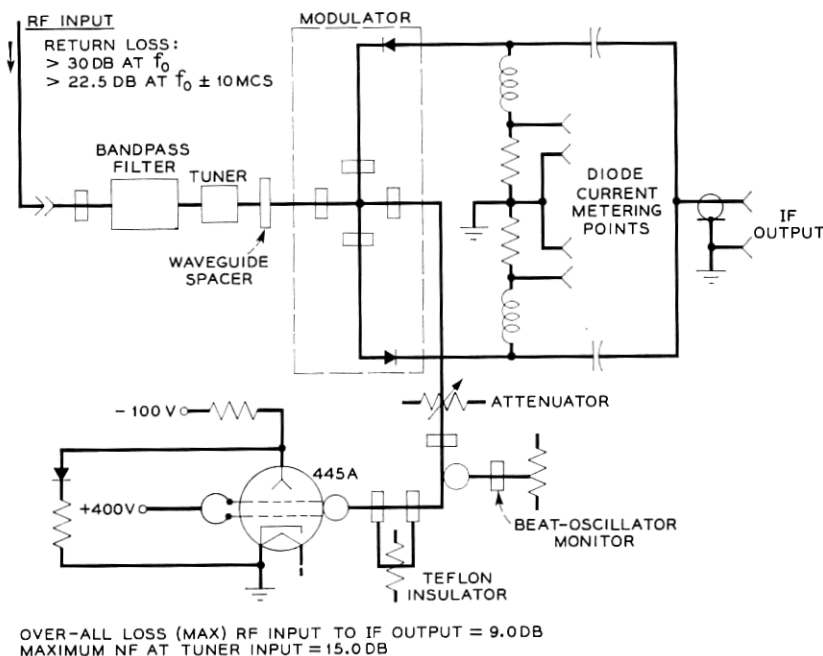 RF INPUT
RETURN LOSS:
> 30 DB AT f₀
> 22.5 DB AT f₀ ± 10 MCS
MODULATOR
BANDPASS
FILTER
TUNER
WAVEGUIDE
SPACER
DIODE
CURRENT
METERING
POINTS
IF
OUTPUT
ATTENUATOR
- 100 V
445A
+400V
BEAT-OSCILLATOR
MONITOR
TEFLON
INSULATOR
OVER-ALL LOSS (MAX) RF INPUT TO IF OUTPUT = 9.0 DB
MAXIMUM NF AT TUNER INPUT = 15.0 DB